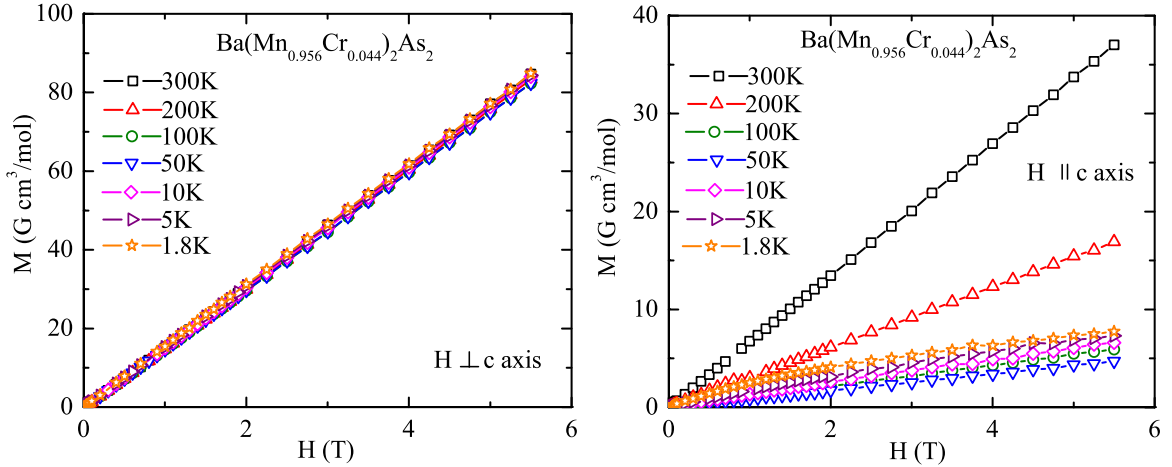 100
80
60
40
20
0
M (G cm³/mol)
Ba(Mn₀.₉₅₆Cr₀.₀₄₄)₂As₂
300K
200K
100K
50K
10K
5K
1.8K
H ⊥ c axis
0 2 4 6
H (T)
40
30
20
10
0
M (G cm³/mol)
Ba(Mn₀.₉₅₆Cr₀.₀₄₄)₂As₂
300K
200K
100K
50K
10K
5K
1.8K
H || c axis
0 2 4 6
H (T)